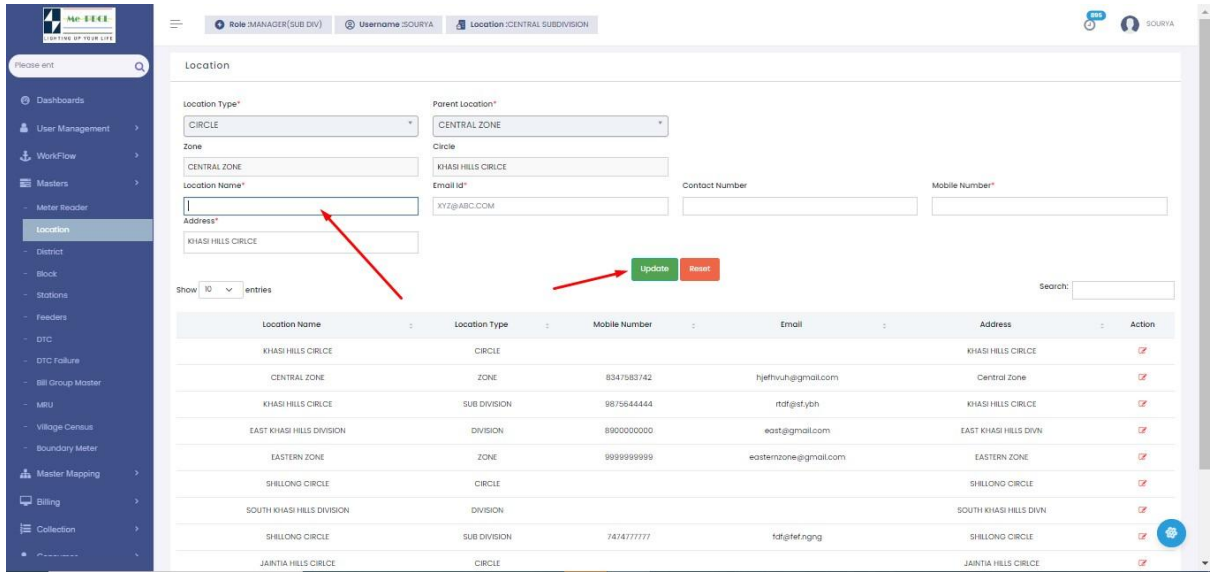 LIGHTING UP YOUR LIFE
Role :MANAGER(SUB DIV) Username :SOURYA Location :CENTRAL SUBDIVISION 895 SOURYA
Please ent
Location
Dashboards
User Management
WorkFlow
Masters
Meter Reader
Location
District
Block
Stations
Feeders
DTC
DTC Failure
Bill Group Master
MRU
Village Census
Boundary Meter
Master Mapping
Billing
Collection
Location Type* Parent Location*
CIRCLE CENTRAL ZONE
Zone Circle
CENTRAL ZONE KHASI HILLS CIRLCE
Location Name* Email Id* Contact Number Mobile Number*
XYZ@ABC.COM
Address*
KHASI HILLS CIRLCE
Update Reset
Show 10 entries Search:
Location Name Location Type Mobile Number Email Address Action
KHASI HILLS CIRLCE CIRCLE KHASI HILLS CIRLCE
CENTRAL ZONE ZONE 8347583742 hjefhvuh@gmail.com Central Zone
KHASI HILLS CIRLCE SUB DIVISION 9875644444 rtdf@sf.ybh KHASI HILLS CIRLCE
EAST KHASI HILLS DIVISION DIVISION 8900000000 east@gmail.com EAST KHASI HILLS DIVN
EASTERN ZONE ZONE 9999999999 easternzone@gmail.com EASTERN ZONE
SHILLONG CIRCLE CIRCLE SHILLONG CIRCLE
SOUTH KHASI HILLS DIVISION DIVISION SOUTH KHASI HILLS DIVN
SHILLONG CIRCLE SUB DIVISION 7474777777 fdf@fef.ngng SHILLONG CIRCLE
JAINTIA HILLS CIRLCE CIRCLE JAINTIA HILLS CIRLCE